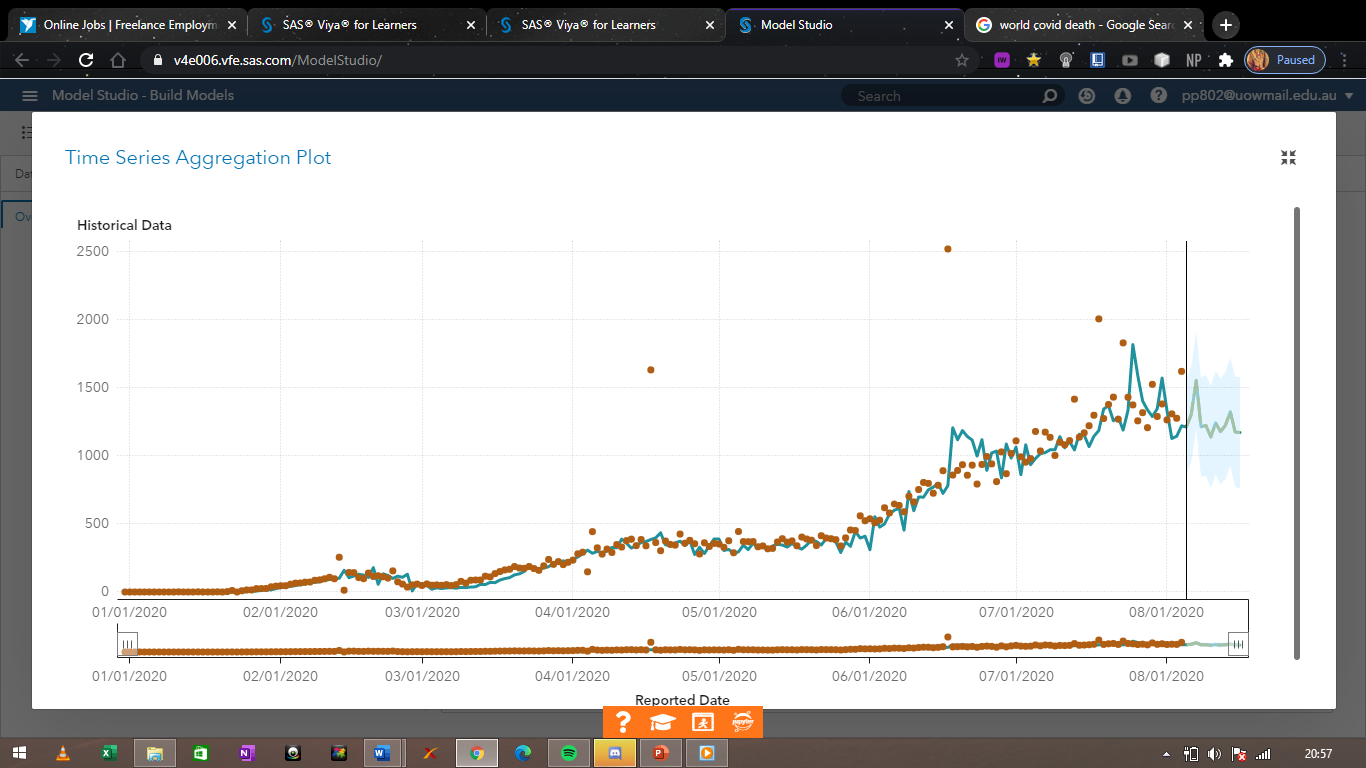 Online Jobs | Freelance Employm
SAS® Viya® for Learners
SAS® Viya® for Learners
Model Studio
world covid death - Google Sear
v4e006.vfe.sas.com/ModelStudio/
NP
Paused
Model Studio - Build Models
Search
pp802@uowmail.edu.au
Dat
Ov
Time Series Aggregation Plot
Historical Data
2500
2000
1500
1000
500
0
01/01/2020 02/01/2020 03/01/2020 04/01/2020 05/01/2020 06/01/2020 07/01/2020 08/01/2020
01/01/2020 02/01/2020 03/01/2020 04/01/2020 05/01/2020 06/01/2020 07/01/2020 08/01/2020
Reported Date
20:57